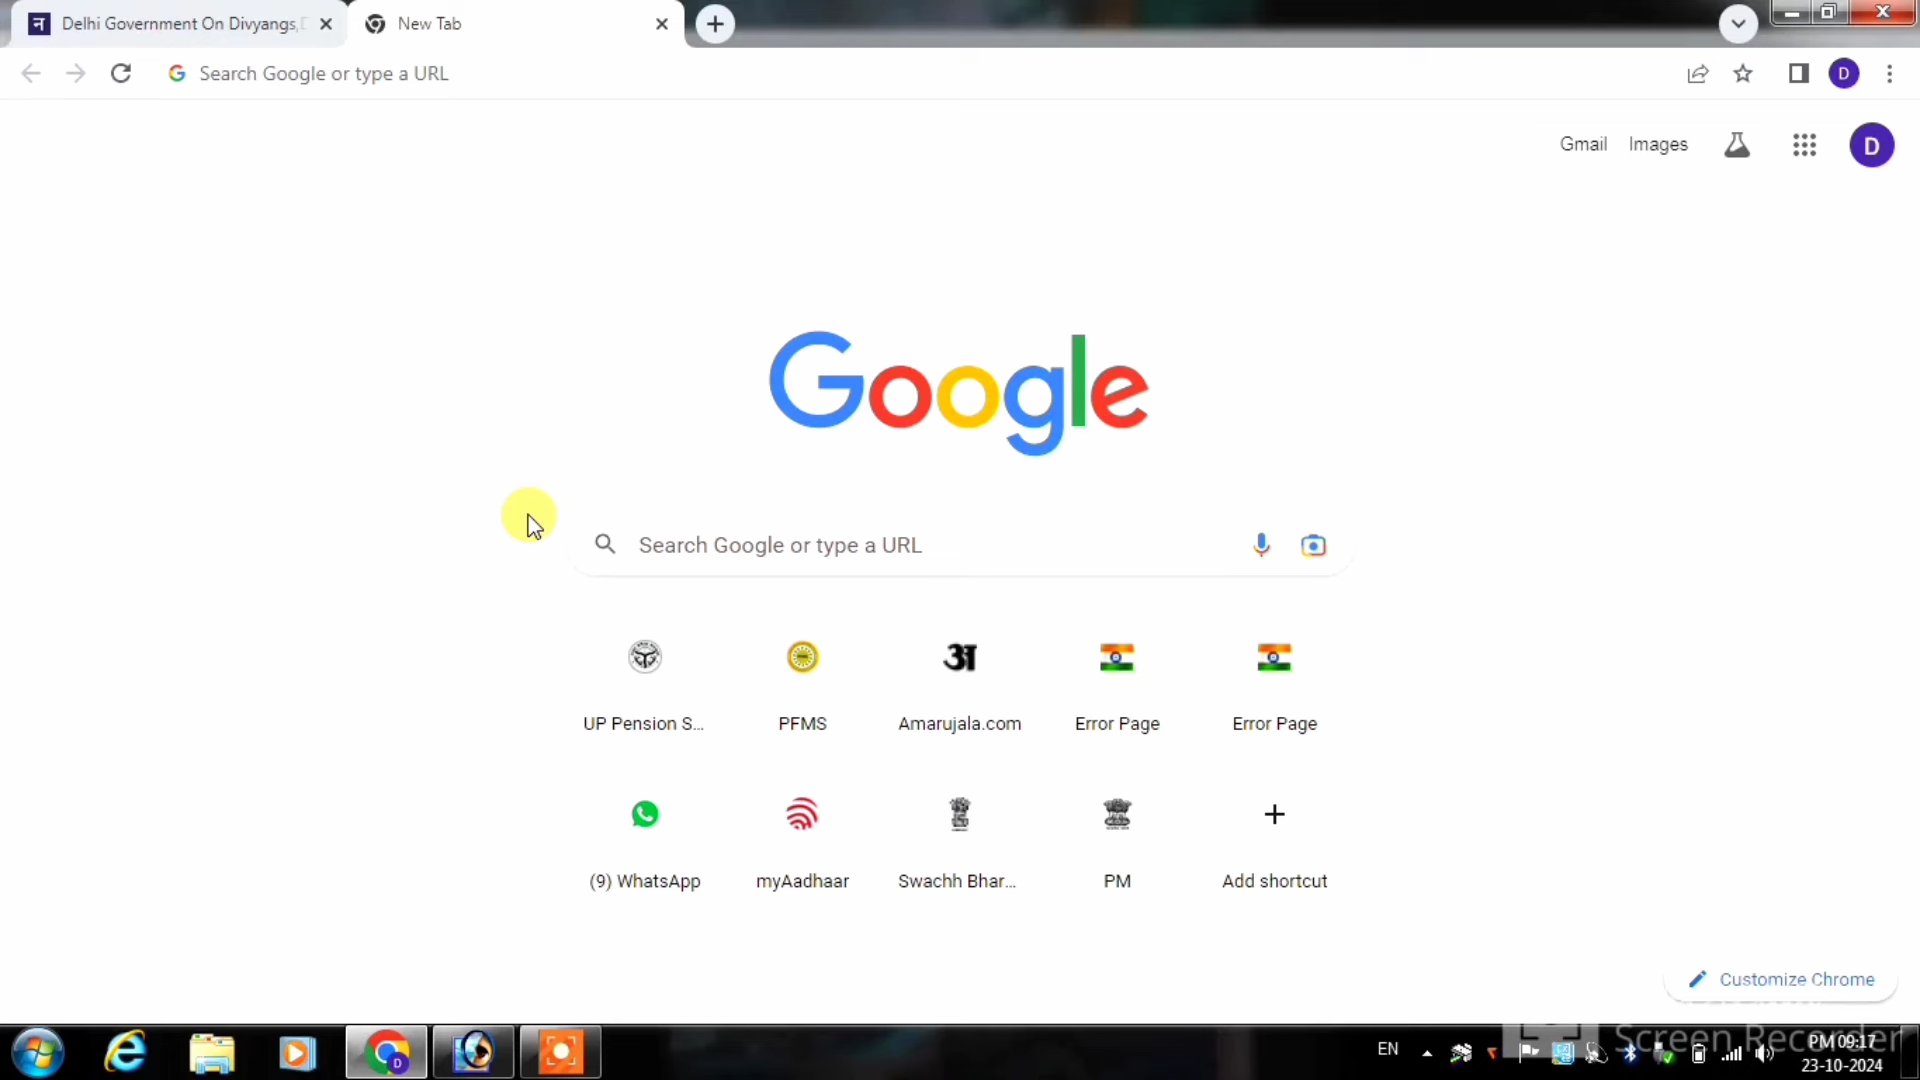 न Delhi Government On Divyangs, New Tab
Search Google or type a URL D
Gmail Images D
Google
Search Google or type a URL
UP Pension S... PFMS अ Amarujala.com Error Page Error Page
(9) WhatsApp myAadhaar Swachh Bhar... PM Add shortcut
Customize Chrome
Screen Recorder
EN PM 09:17
23-10-2024